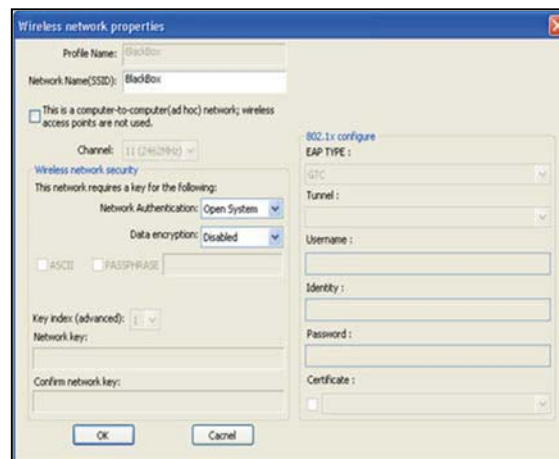 Wireless network properties
Profile Name: BlackBox
Network Name(SSID): BlackBox
This is a computer-to-computer(ad hoc) network; wireless
access points are not used.
Channel: 11 (2462MHz)
Wireless network security
This network requires a key for the following:
Network Authentication: Open System
Data encryption: Disabled
ASCII PASSPHRASE
Key index (advanced): 1
Network key:
Confirm network key:
OK Cacnel
802.1x configure
EAP TYPE :
GTC
Tunnel :
Username :
Identity :
Password :
Certificate :